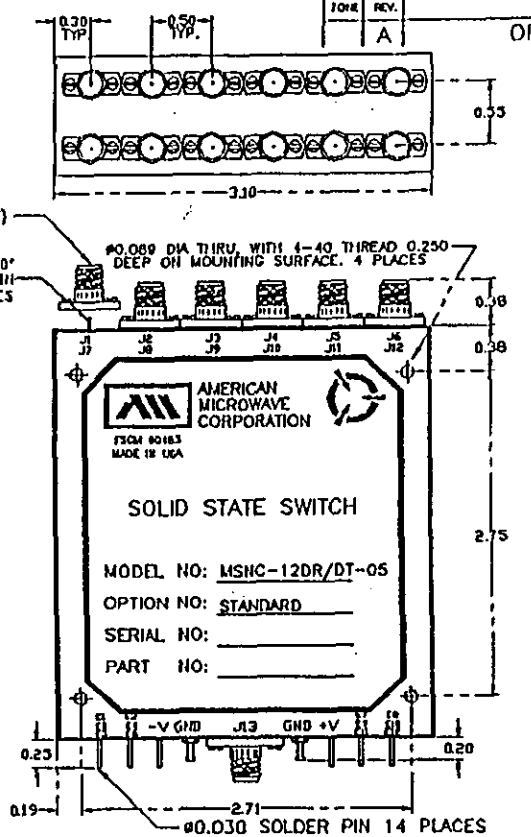 ZONE REV.
A
0.30 TYP.
0.50 TYP.
0.55
3.10
ø0.089 DIA THRU, WITH 4-40 THREAD 0.250
DEEP ON MOUNTING SURFACE. 4 PLACES
0.38
J1 J2 J3 J4 J5 J6
J7 J8 J9 J10 J11 J12
0.38
AMERICAN
MICROWAVE
CORPORATION
FSCM 60183
MADE IN USA
SOLID STATE SWITCH
2.75
MODEL NO: MSNC-12DR/DT-05
OPTION NO: STANDARD
SERIAL NO:
PART NO:
-V GND J13 GND +V
0.25
0.20
0.19
2.71
ø0.030 SOLDER PIN 14 PLACES